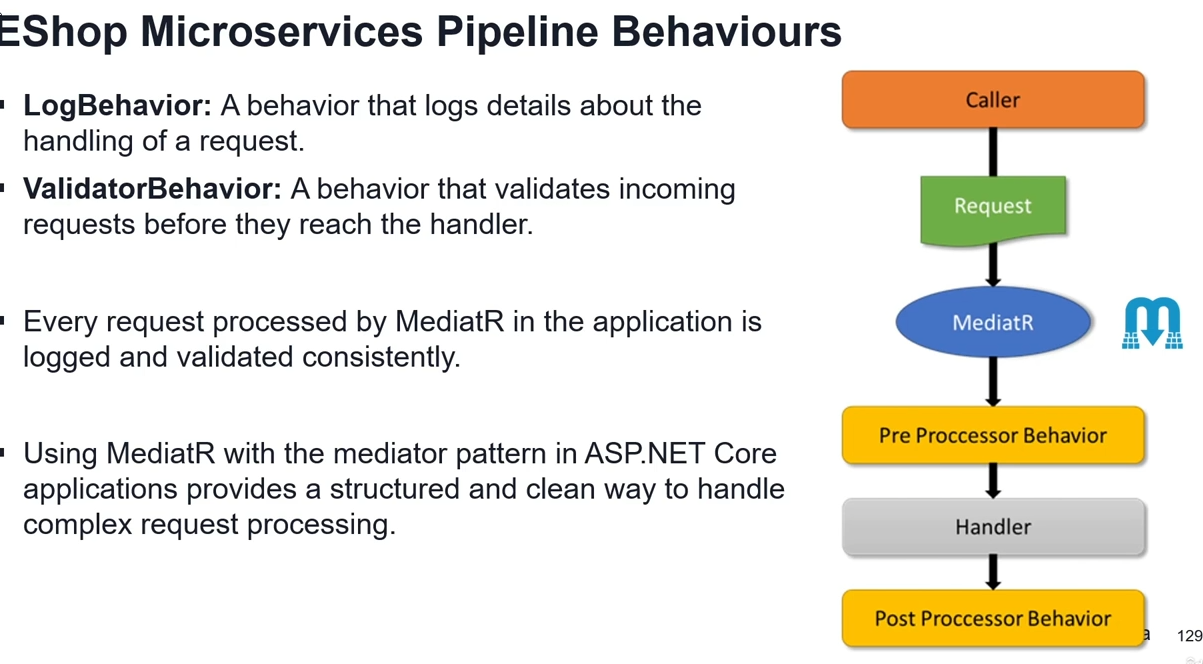 EShop Microservices Pipeline Behaviours
LogBehavior: A behavior that logs details about the
handling of a request.
ValidatorBehavior: A behavior that validates incoming
requests before they reach the handler.
Every request processed by MediatR in the application is
logged and validated consistently.
Using MediatR with the mediator pattern in ASP.NET Core
applications provides a structured and clean way to handle
complex request processing.
Caller
Request
MediatR
Pre Proccessor Behavior
Handler
Post Proccessor Behavior
a
129